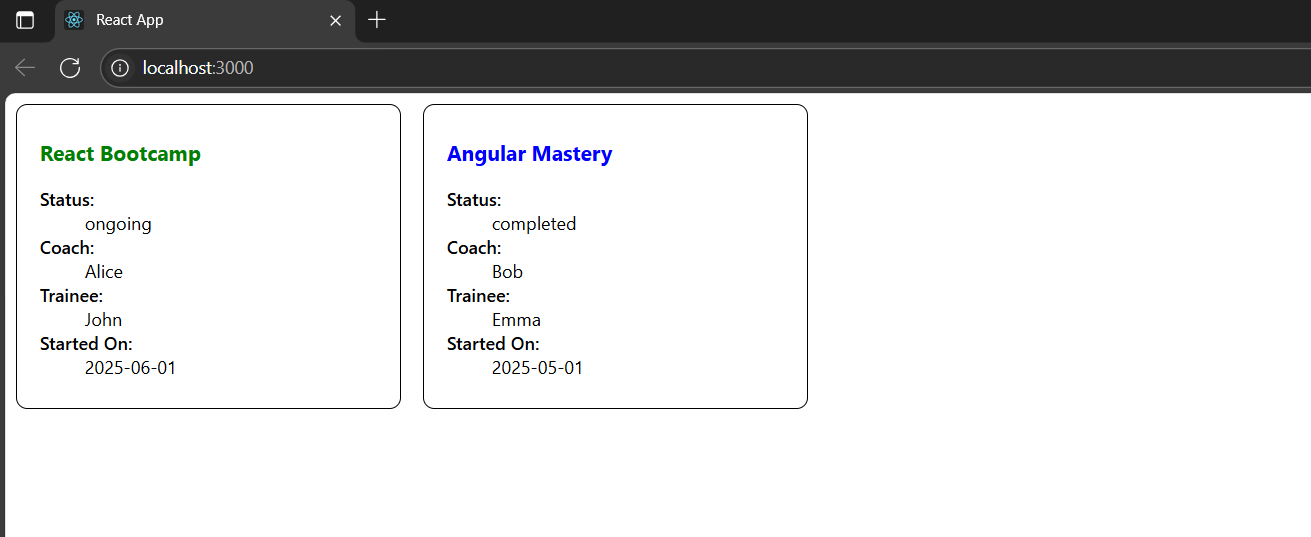 React App
localhost:3000
React Bootcamp
Status:
ongoing
Coach:
Alice
Trainee:
John
Started On:
2025-06-01
Angular Mastery
Status:
completed
Coach:
Bob
Trainee:
Emma
Started On:
2025-05-01